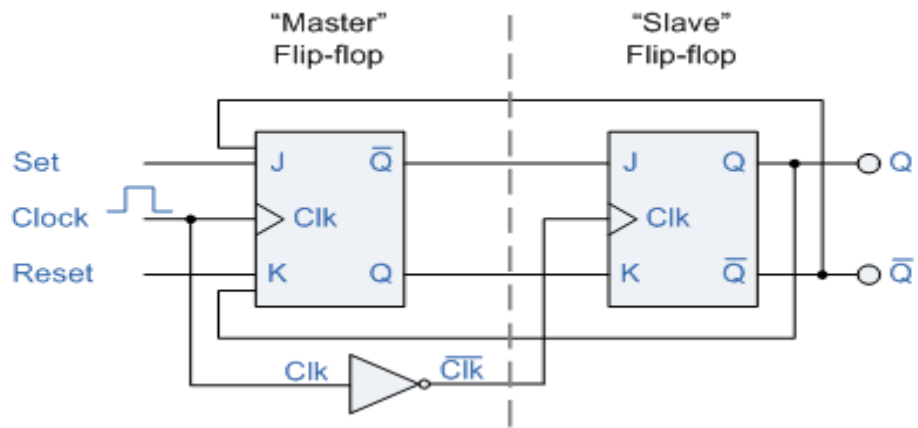 “Master” “Slave”
Flip-flop Flip-flop
Set J Q̅ J Q Q
Clock Clk Clk
Reset K Q K Q̅ Q̅
Clk C̅l̅k̅